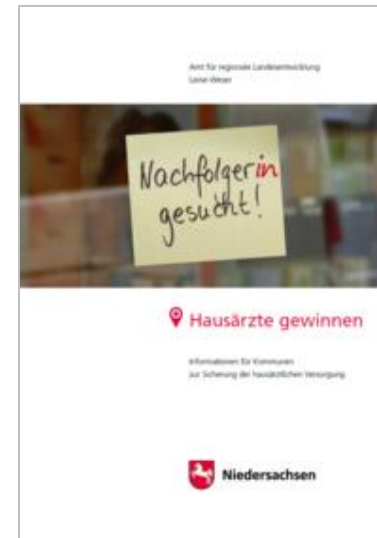 Amt für regionale Landesentwicklung
Leine-Weser
Nachfolgerin
gesucht!
Hausärzte gewinnen
Informationen für Kommunen
zur Sicherung der hausärztlichen Versorgung
Niedersachsen